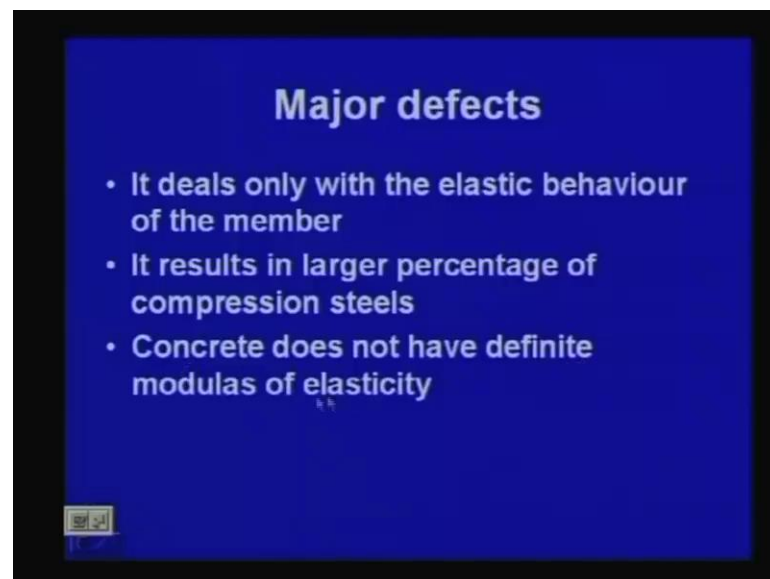 Major defects
• It deals only with the elastic behaviour
of the member
• It results in larger percentage of
compression steels
• Concrete does not have definite
modulas of elasticity